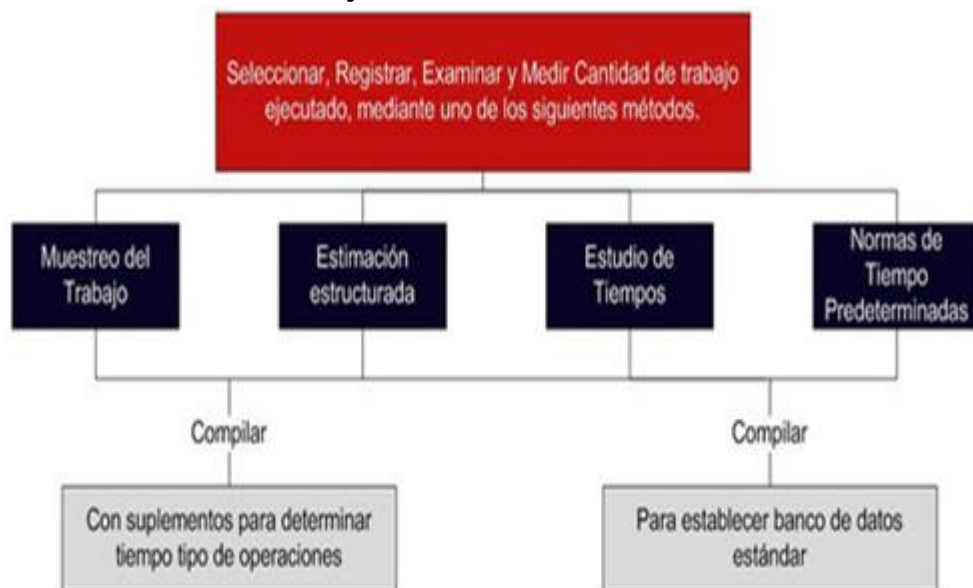 Seleccionar, Registrar, Examinar y Medir Cantidad de trabajo
ejecutado, mediante uno de los siguientes métodos.
Muestreo del
Trabajo
Estimación
estructurada
Estudio de
Tiempos
Normas de
Tiempo
Predeterminadas
Compilar
Compilar
Con suplementos para determinar
tiempo tipo de operaciones
Para establecer banco de datos
estándar